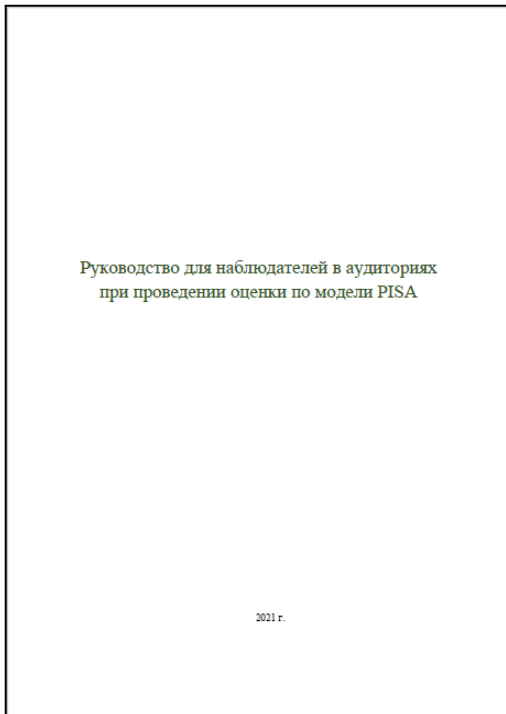 Руководство для наблюдателей в аудиториях
при проведении оценки по модели PISA
2021 г.